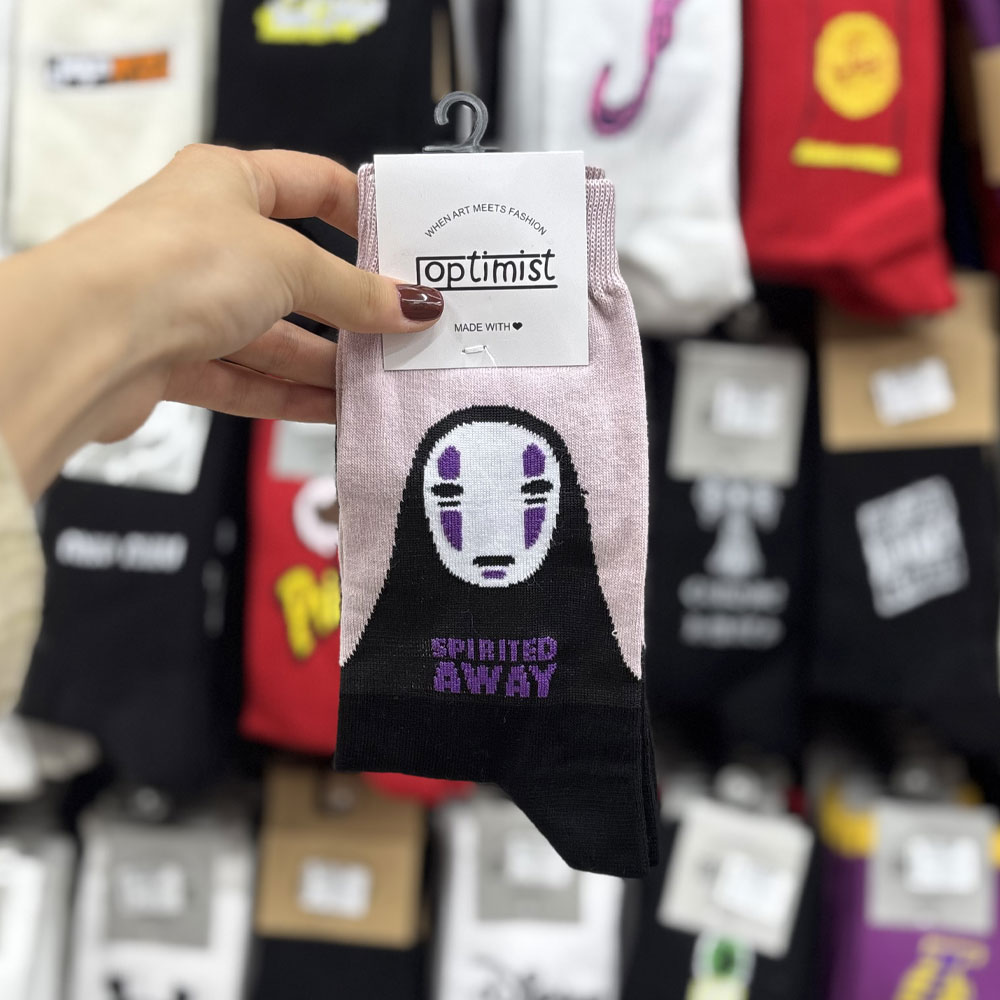 WHEN ART MEETS FASHION
optimist
MADE WITH ❤
SPIRITED
AWAY